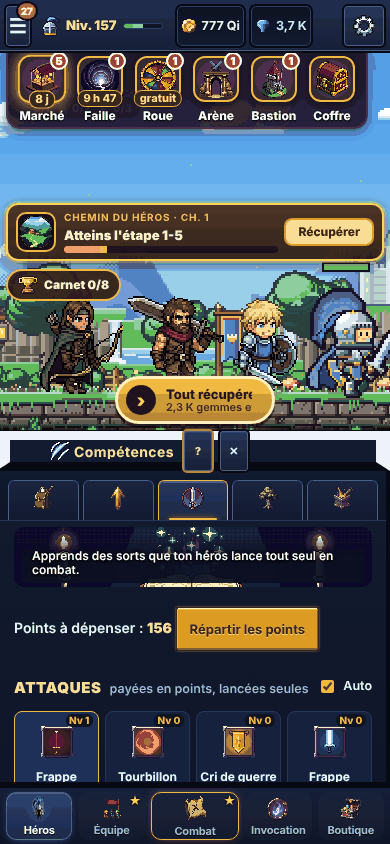 27
Niv. 157
777 Qi
3,7 K
5
1
1
1
1
8 j
9 h 47
gratuit
Marché
Faille
Roue
Arène
Bastion
Coffre
CHEMIN DU HÉROS · CH. 1
Atteins l'étape 1-5
Récupérer
Carnet 0/8
Tout récupére
2,3 K gemmes e
Compétences
?
×
Apprends des sorts que ton héros lance tout seul en
combat.
Points à dépenser : 156
Répartir les points
ATTAQUES payées en points, lancées seules
Auto
Nv 1
Nv 0
Nv 0
Nv 0
Frappe
Tourbillon
Cri de guerre
Frappe
Héros
Équipe
Combat
Invocation
Boutique